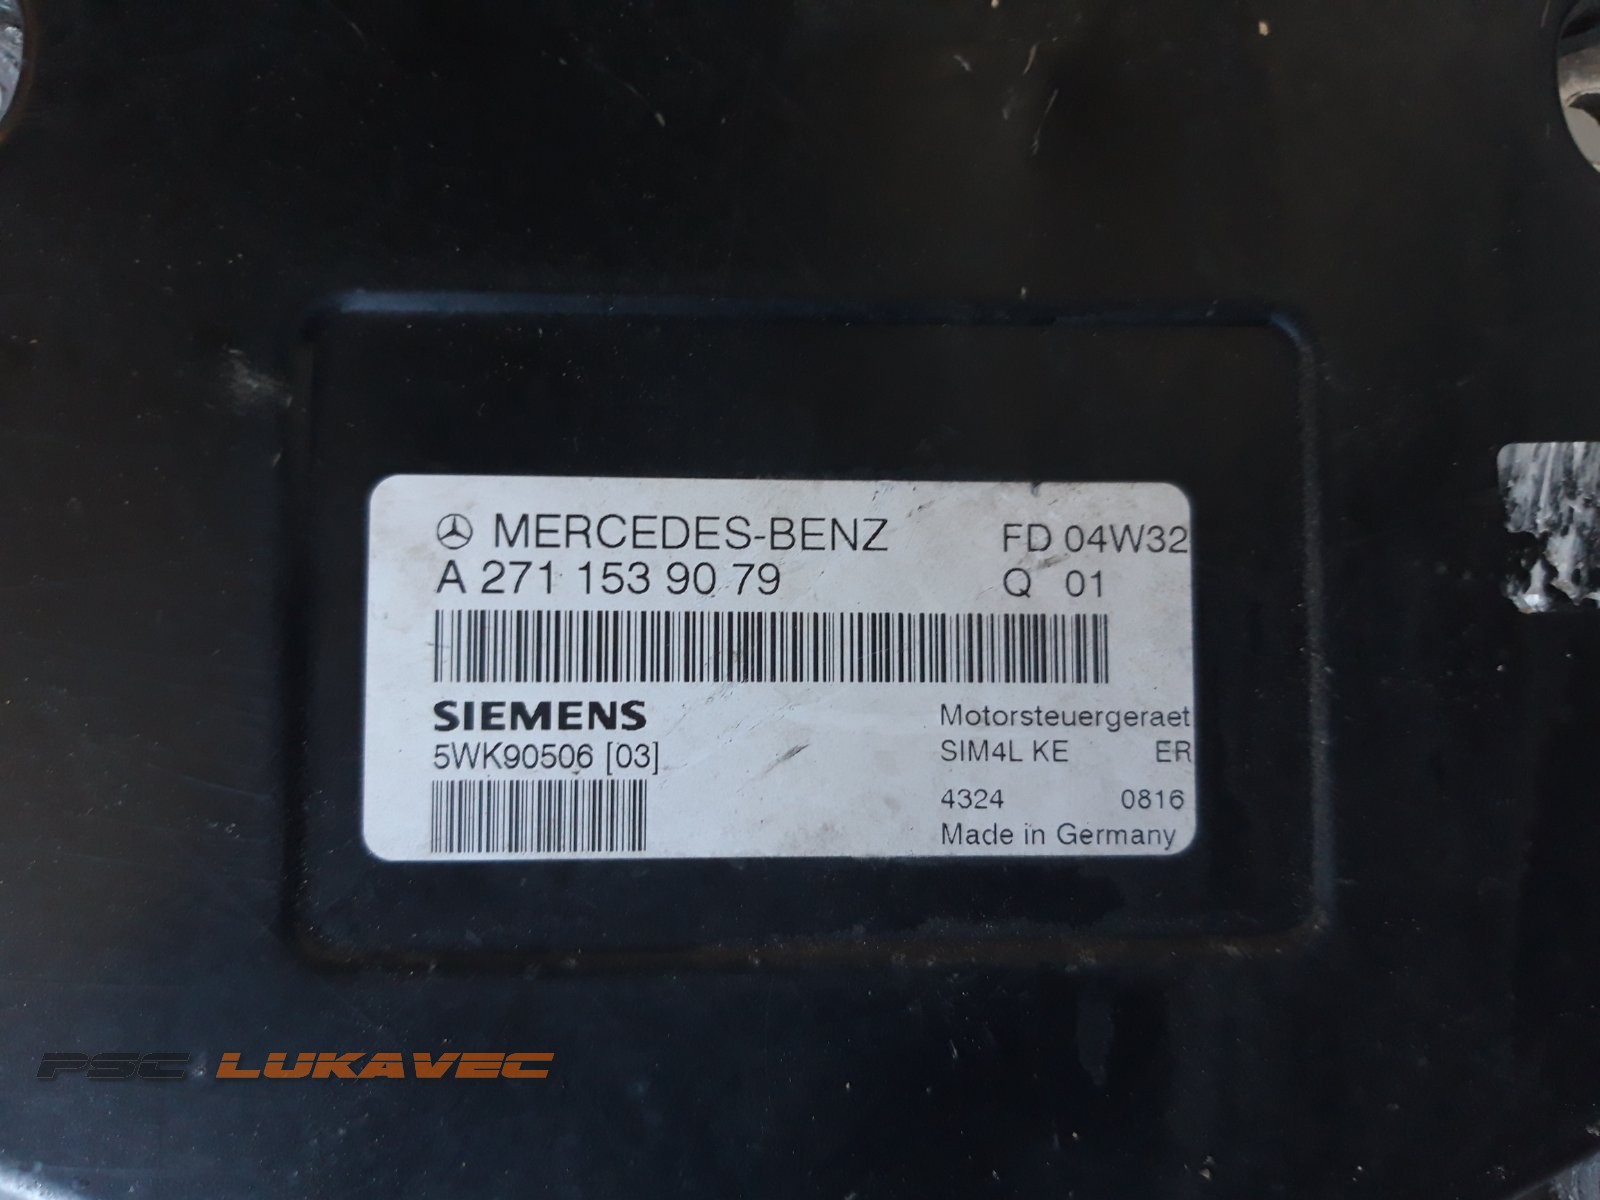 MERCEDES-BENZ FD 04W32
A 271 153 90 79 Q 01
SIEMENS Motorsteuergeraet
5WK90506 [03] SIM4L KE ER
4324 0816
Made in Germany
PSC LUKAVEC